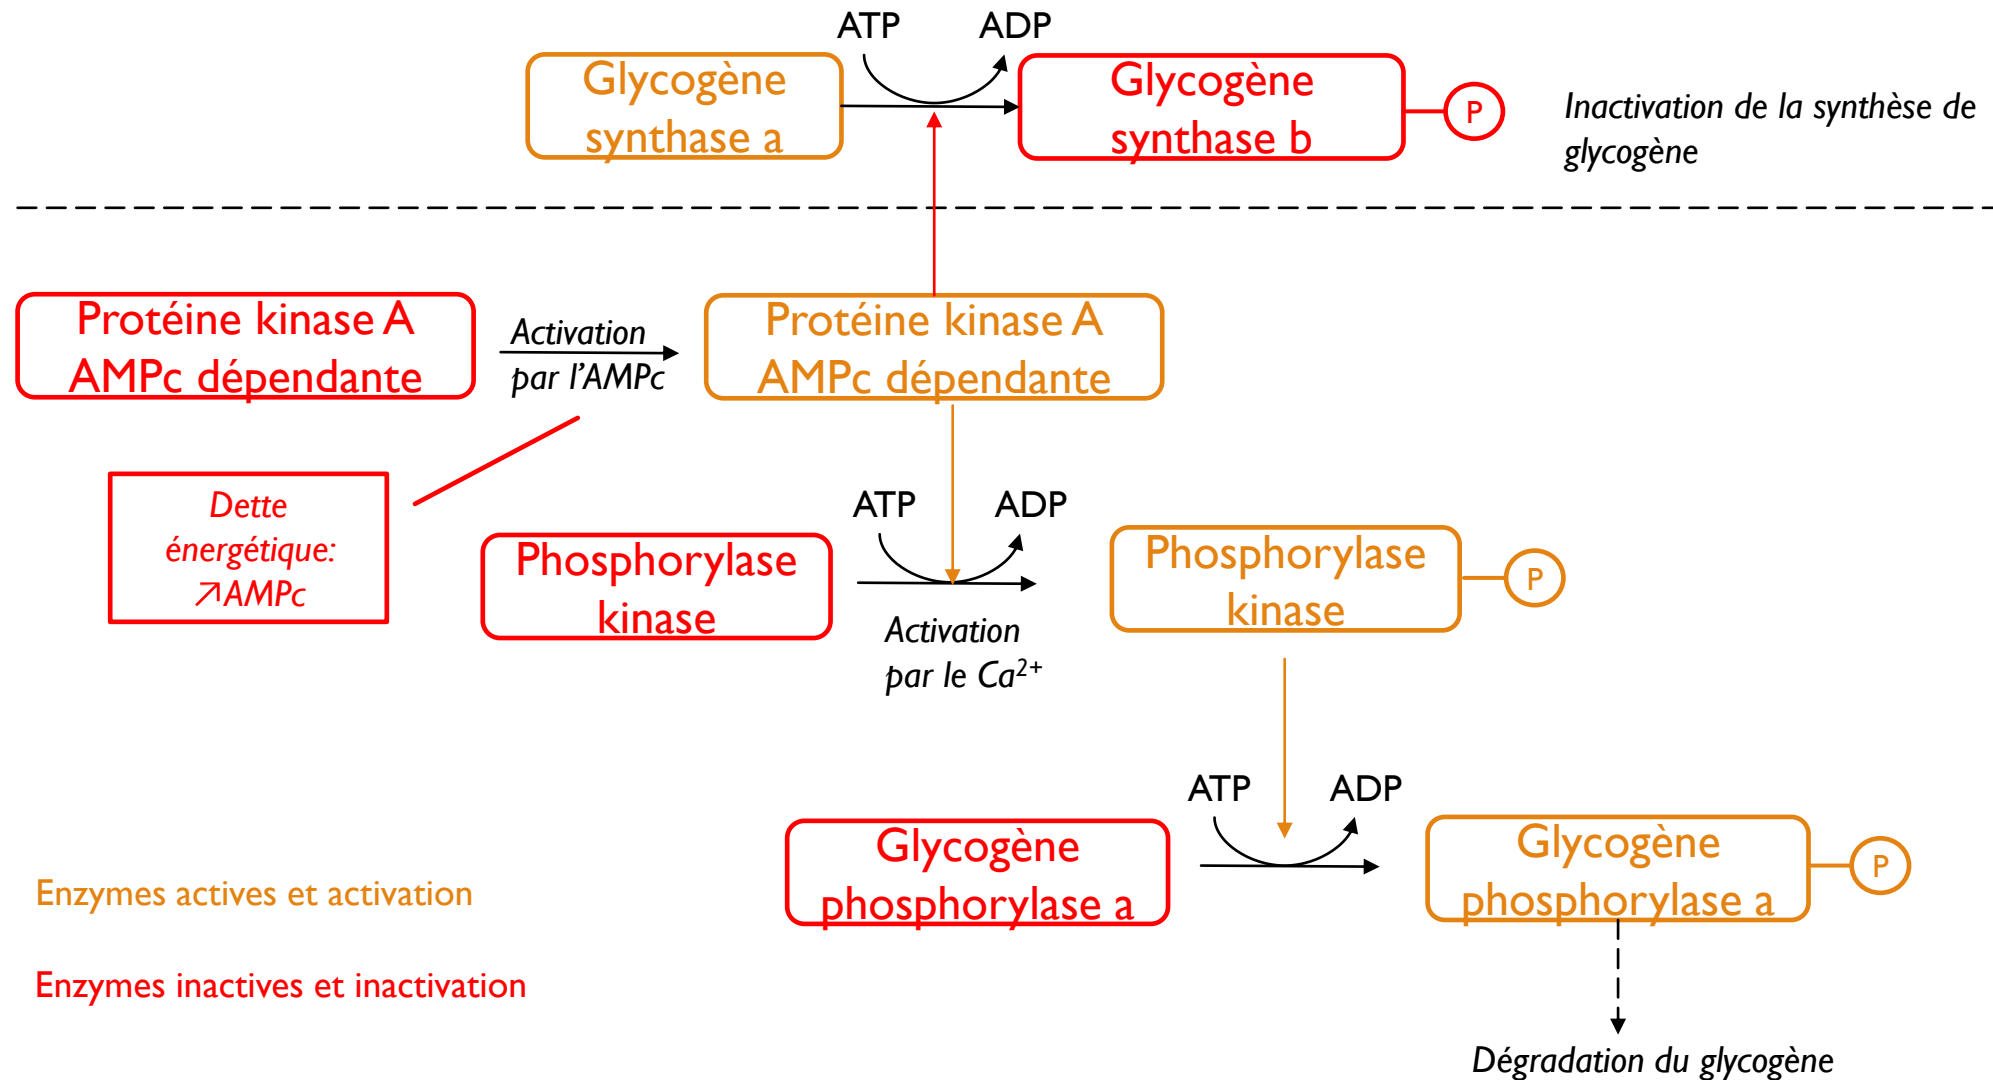 ATP ADP
Glycogène
synthase a
Glycogène
synthase b
P
Inactivation de la synthèse de
glycogène
Protéine kinase A
AMPc dépendante
Activation
par l'AMPc
Protéine kinase A
AMPc dépendante
Dette
énergétique:
↗AMPc
ATP ADP
Phosphorylase
kinase
Activation
par le Ca²⁺
Phosphorylase
kinase
P
ATP ADP
Glycogène
phosphorylase a
Glycogène
phosphorylase a
P
Enzymes actives et activation
Enzymes inactives et inactivation
Dégradation du glycogène